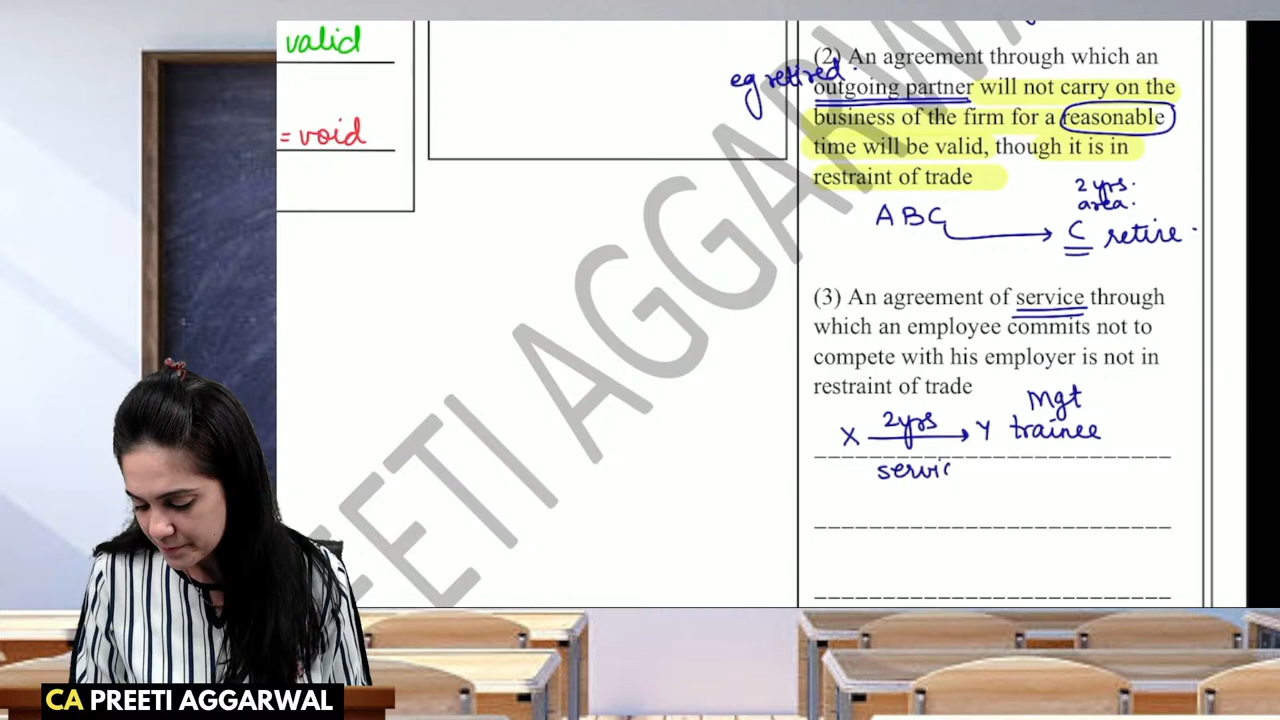 valid
= void
eg retired.
(2) An agreement through which an
outgoing partner will not carry on the
business of the firm for a reasonable
time will be valid, though it is in
restraint of trade
2 yrs.
area.
ABC → C retire.
(3) An agreement of service through
which an employee commits not to
compete with his employer is not in
restraint of trade
Mgt
X 2yrs → Y trainee
servic
EETI AGGARWA
CA PREETI AGGARWAL